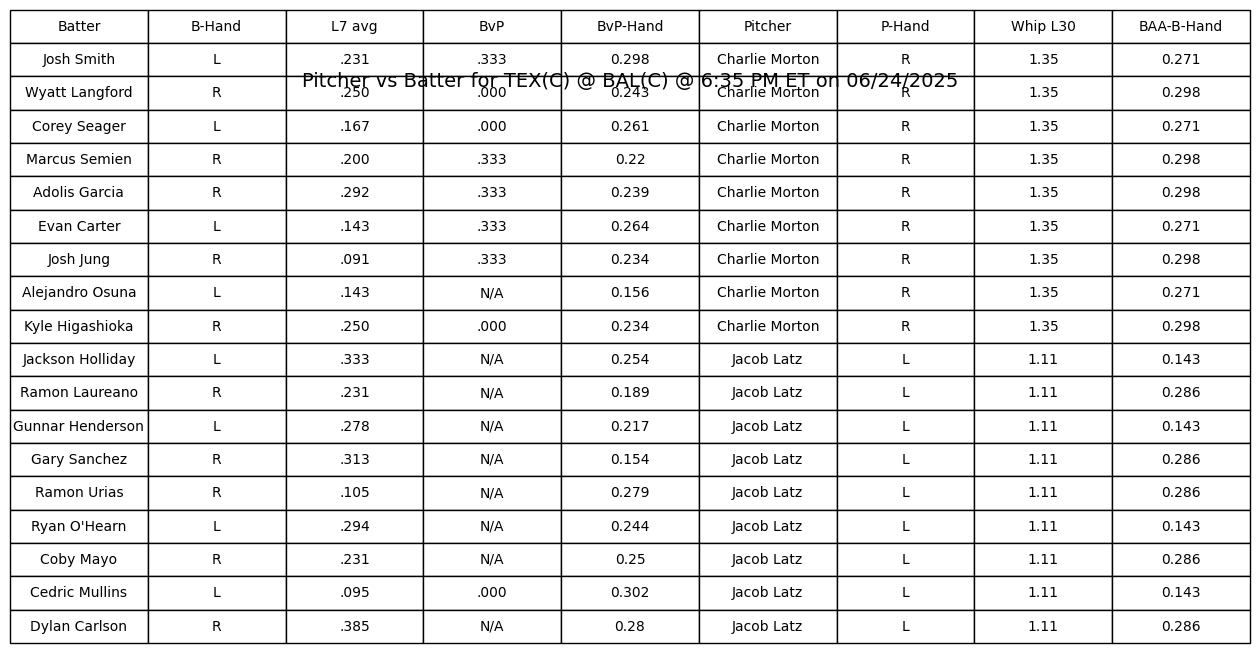 Batter B-Hand L7 avg BvP BvP-Hand Pitcher P-Hand Whip L30 BAA-B-Hand
Josh Smith L .231 .333 0.298 Charlie Morton R 1.35 0.271
Pitcher vs Batter for TEX(C) @ BAL(C) @ 6:35 PM ET on 06/24/2025
Wyatt Langford R .250 .000 0.243 Charlie Morton R 1.35 0.298
Corey Seager L .167 .000 0.261 Charlie Morton R 1.35 0.271
Marcus Semien R .200 .333 0.22 Charlie Morton R 1.35 0.298
Adolis Garcia R .292 .333 0.239 Charlie Morton R 1.35 0.298
Evan Carter L .143 .333 0.264 Charlie Morton R 1.35 0.271
Josh Jung R .091 .333 0.234 Charlie Morton R 1.35 0.298
Alejandro Osuna L .143 N/A 0.156 Charlie Morton R 1.35 0.271
Kyle Higashioka R .250 .000 0.234 Charlie Morton R 1.35 0.298
Jackson Holliday L .333 N/A 0.254 Jacob Latz L 1.11 0.143
Ramon Laureano R .231 N/A 0.189 Jacob Latz L 1.11 0.286
Gunnar Henderson L .278 N/A 0.217 Jacob Latz L 1.11 0.143
Gary Sanchez R .313 N/A 0.154 Jacob Latz L 1.11 0.286
Ramon Urias R .105 N/A 0.279 Jacob Latz L 1.11 0.286
Ryan O'Hearn L .294 N/A 0.244 Jacob Latz L 1.11 0.143
Coby Mayo R .231 N/A 0.25 Jacob Latz L 1.11 0.286
Cedric Mullins L .095 .000 0.302 Jacob Latz L 1.11 0.143
Dylan Carlson R .385 N/A 0.28 Jacob Latz L 1.11 0.286